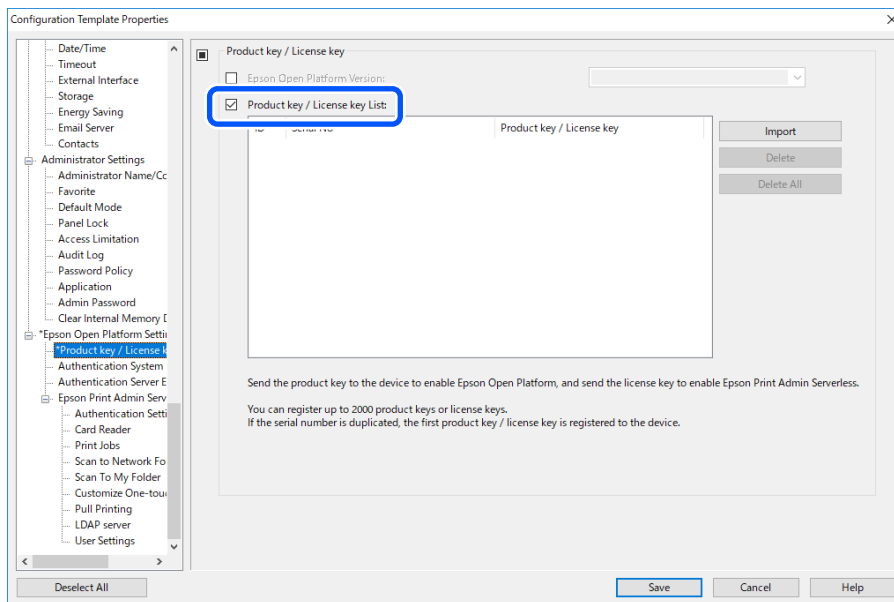 Configuration Template Properties
Date/Time
Timeout
External Interface
Storage
Energy Saving
Email Server
Contacts
Administrator Settings
Administrator Name/Co
Favorite
Default Mode
Panel Lock
Access Limitation
Audit Log
Password Policy
Application
Admin Password
Clear Internal Memory D
*Epson Open Platform Settin
*Product key / License k
Authentication System
Authentication Server E
Epson Print Admin Serv
Authentication Setti
Card Reader
Print Jobs
Scan to Network Fo
Scan To My Folder
Customize One-tou
Pull Printing
LDAP server
User Settings
Product key / License key
Epson Open Platform Version:
Product key / License key List:
ID Serial No Product key / License key
Import
Delete
Delete All
Send the product key to the device to enable Epson Open Platform, and send the license key to enable Epson Print Admin Serverless.
You can register up to 2000 product keys or license keys.
If the serial number is duplicated, the first product key / license key is registered to the device.
Deselect All
Save
Cancel
Help